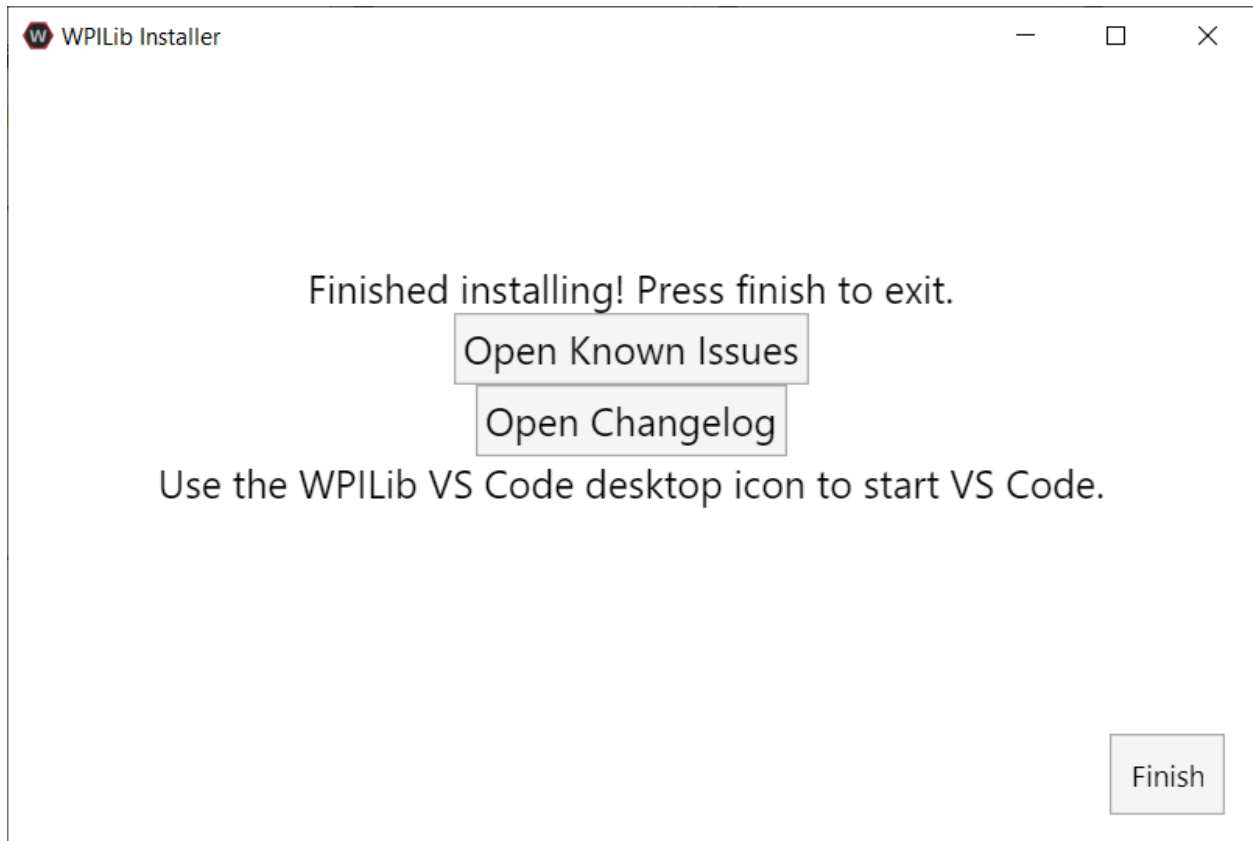 W WPILib Installer
Finished installing! Press finish to exit.
Open Known Issues
Open Changelog
Use the WPILib VS Code desktop icon to start VS Code.
Finish